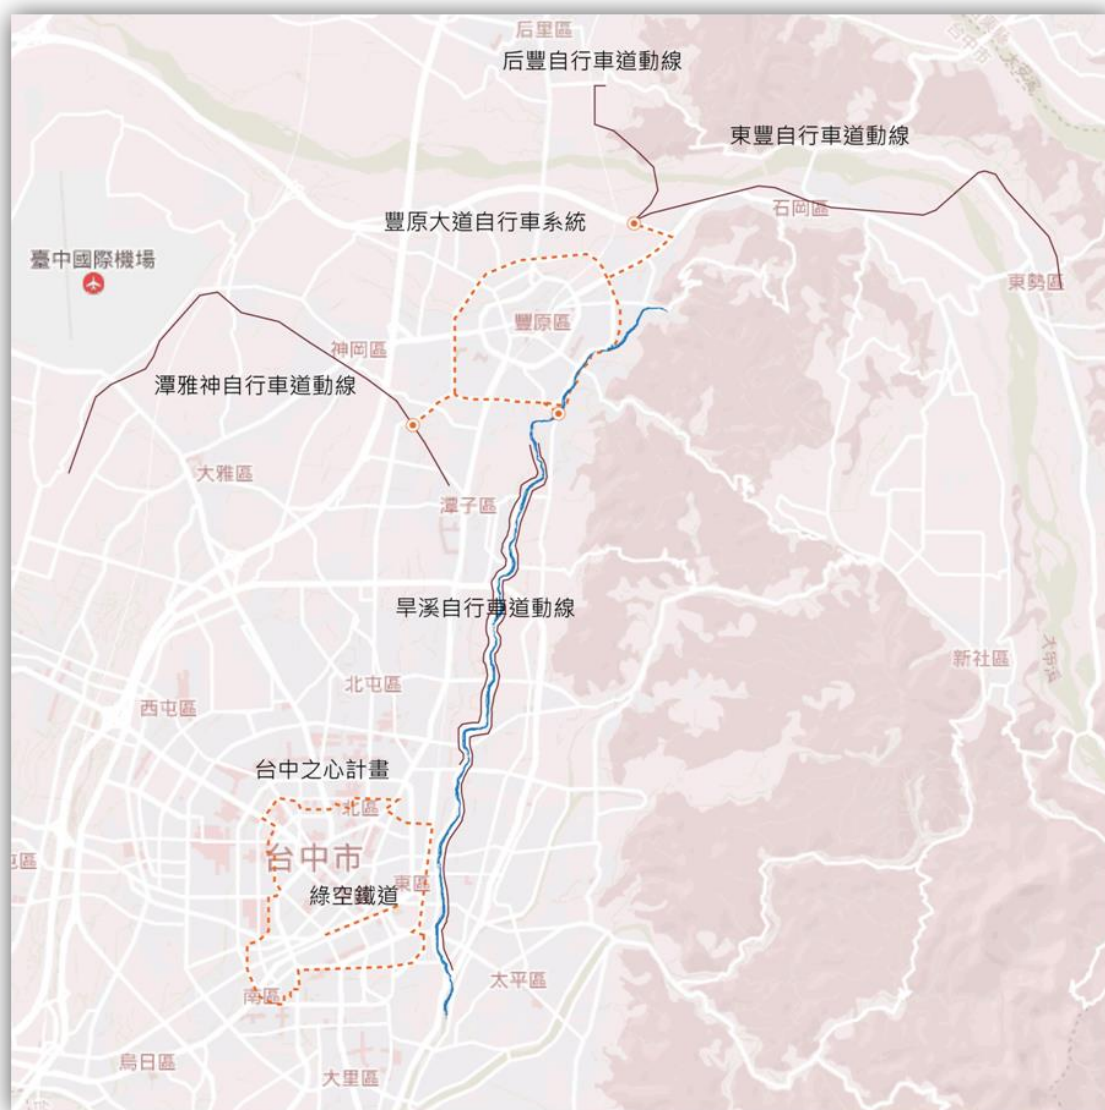 后里區
后豐自行車道動線
東豐自行車道動線
石岡區
豐原大道自行車系統
臺中國際機場
東勢區
豐原區
神岡區
潭雅神自行車道動線
大雅區
潭子區
旱溪自行車道動線
新社區
大甲溪
北屯區
西屯區
台中之心計畫
北區
台中市
屯區
東區
綠空鐵道
太平區
南區
烏日區
大里區